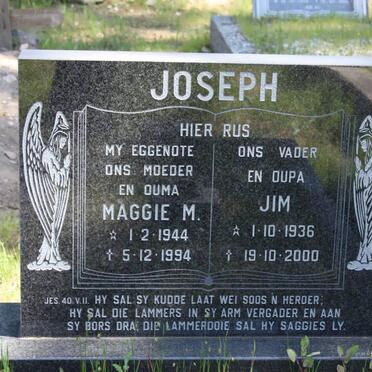 JOSEPH
HIER RUS
MY EGGENOTE
ONS MOEDER
EN OUMA
MAGGIE M.
☆ 1·2·1944
† 5·12·1994
ONS VADER
EN OUPA
JIM
☆ 1·10·1936
† 19·10·2000
JES. 40. V. 11. HY SAL SY KUDDE LAAT WEI SOOS 'N HERDER;
HY SAL DIE LAMMERS IN SY ARM VERGADER EN AAN
SY BORS DRA; DIE LAMMEROOIE SAL HY SAGGIES LY.